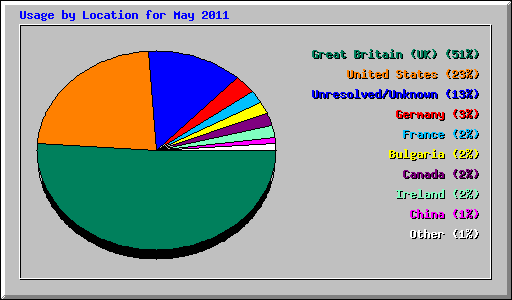 Usage by Location for May 2011
Great Britain (UK) (51%)
United States (23%)
Unresolved/Unknown (13%)
Germany (3%)
France (2%)
Bulgaria (2%)
Canada (2%)
Ireland (2%)
China (1%)
Other (1%)